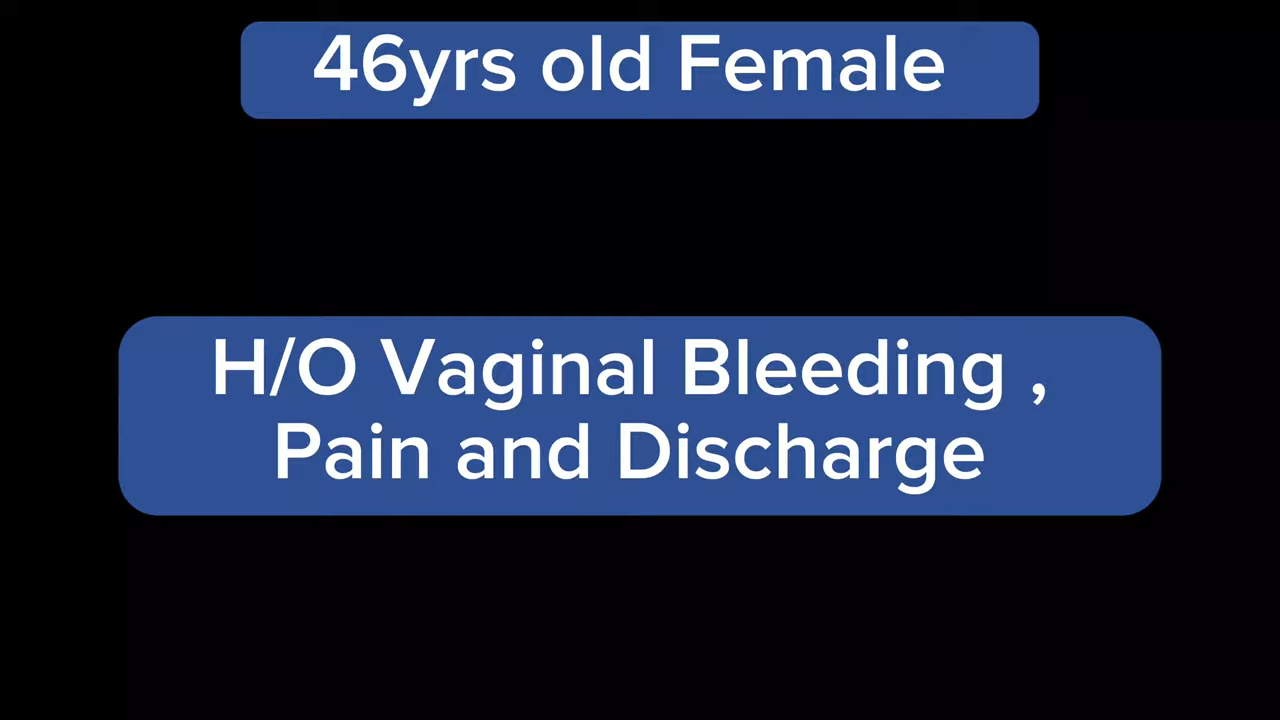 46yrs old Female
H/O Vaginal Bleeding ,
Pain and Discharge